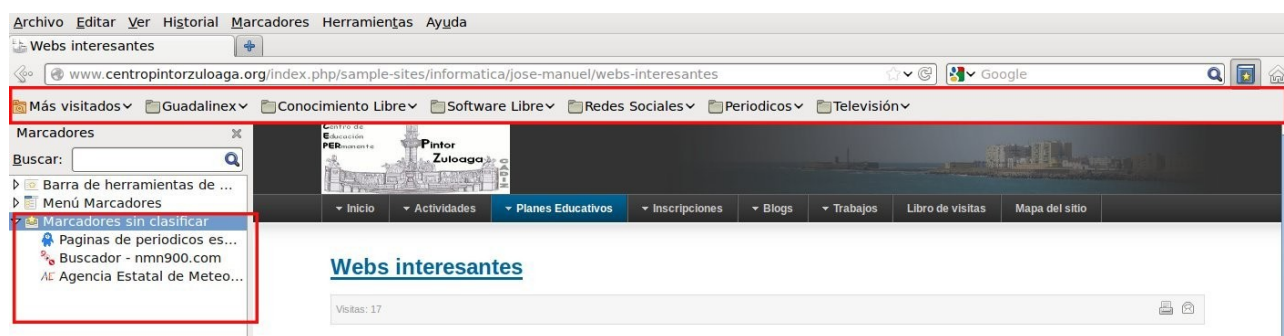 Archivo Editar Ver Historial Marcadores Herramientas Ayuda
Webs interesantes
www.centropintorzuloaga.org/index.php/sample-sites/informatica/jose-manuel/webs-interesantes
Google
Más visitados Guadalinex Conocimiento Libre Software Libre Redes Sociales Periodicos Televisión
Marcadores
Buscar:
Barra de herramientas de ...
Menú Marcadores
Marcadores sin clasificar
Paginas de periodicos es...
Buscador - nmn900.com
Agencia Estatal de Meteo...
Centro de
Educación
PERmanente
Pintor
Zuloaga
CADIZ
Inicio Actividades Planes Educativos Inscripciones Blogs Trabajos Libro de visitas Mapa del sitio
Webs interesantes
Visitas: 17